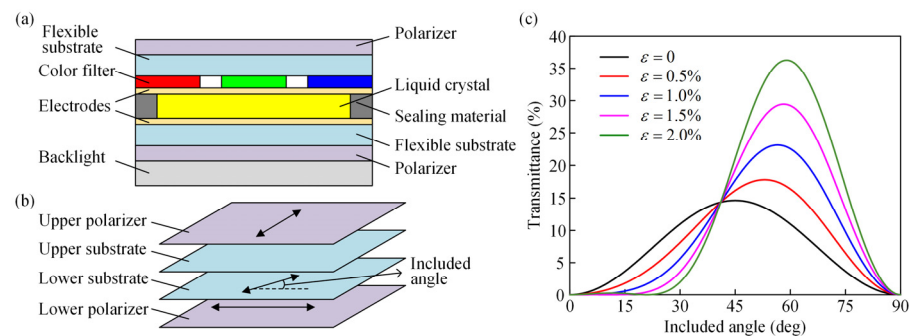 (a)
Flexible
substrate
Color filter
Electrodes
Backlight
Polarizer
Liquid crystal
Sealing material
Flexible substrate
Polarizer
(b)
Upper polarizer
Upper substrate
Lower substrate
Lower polarizer
Included
angle
(c)
Transmittance (%)
40
35
30
25
20
15
10
5
0
ε = 0
ε = 0.5%
ε = 1.0%
ε = 1.5%
ε = 2.0%
0 15 30 45 60 75 90
Included angle (deg)